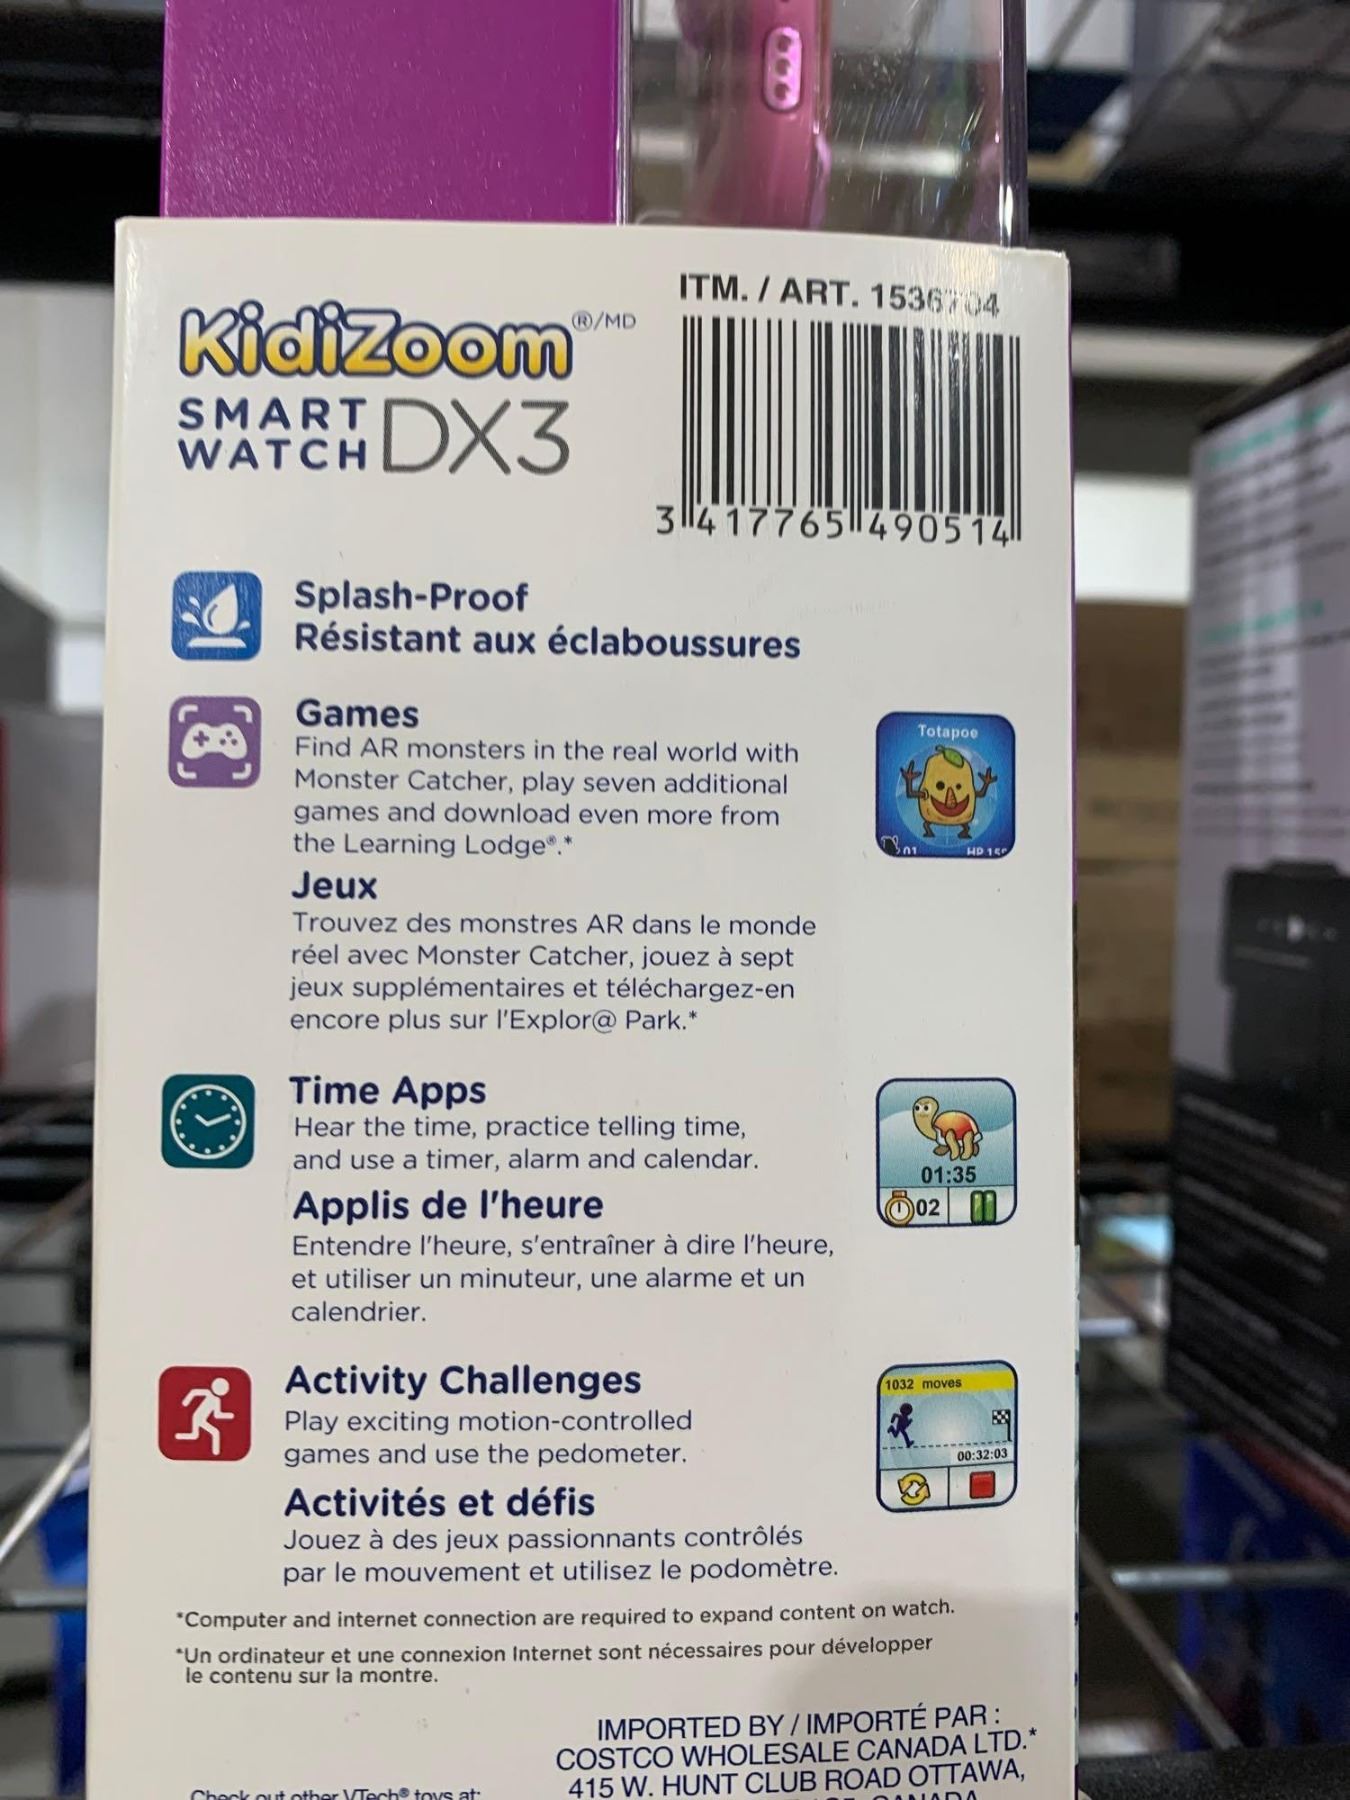 ITM. / ART. 1536704
KidiZoom®/MD
SMART
WATCH DX3
3 417765 490514
Splash-Proof
Résistant aux éclaboussures
Games
Find AR monsters in the real world with
Monster Catcher, play seven additional
games and download even more from
the Learning Lodge®.*
Totapoe
01
Jeux
Trouvez des monstres AR dans le monde
réel avec Monster Catcher, jouez à sept
jeux supplémentaires et téléchargez-en
encore plus sur l'Explor@ Park.*
Time Apps
Hear the time, practice telling time,
and use a timer, alarm and calendar.
01:35
02
Applis de l'heure
Entendre l'heure, s'entraîner à dire l'heure,
et utiliser un minuteur, une alarme et un
calendrier.
Activity Challenges
Play exciting motion-controlled
games and use the pedometer.
1032 moves
00:32:03
Activités et défis
Jouez à des jeux passionnants contrôlés
par le mouvement et utilisez le podomètre.
*Computer and internet connection are required to expand content on watch.
*Un ordinateur et une connexion Internet sont nécessaires pour développer
le contenu sur la montre.
IMPORTED BY / IMPORTÉ PAR :
COSTCO WHOLESALE CANADA LTD.*
415 W. HUNT CLUB ROAD OTTAWA,
Check out other VTech® toys at:
CANADA